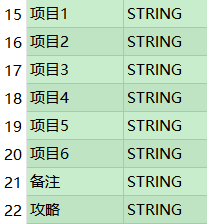 15 项目1 STRING
16 项目2 STRING
17 项目3 STRING
18 项目4 STRING
19 项目5 STRING
20 项目6 STRING
21 备注 STRING
22 攻略 STRING